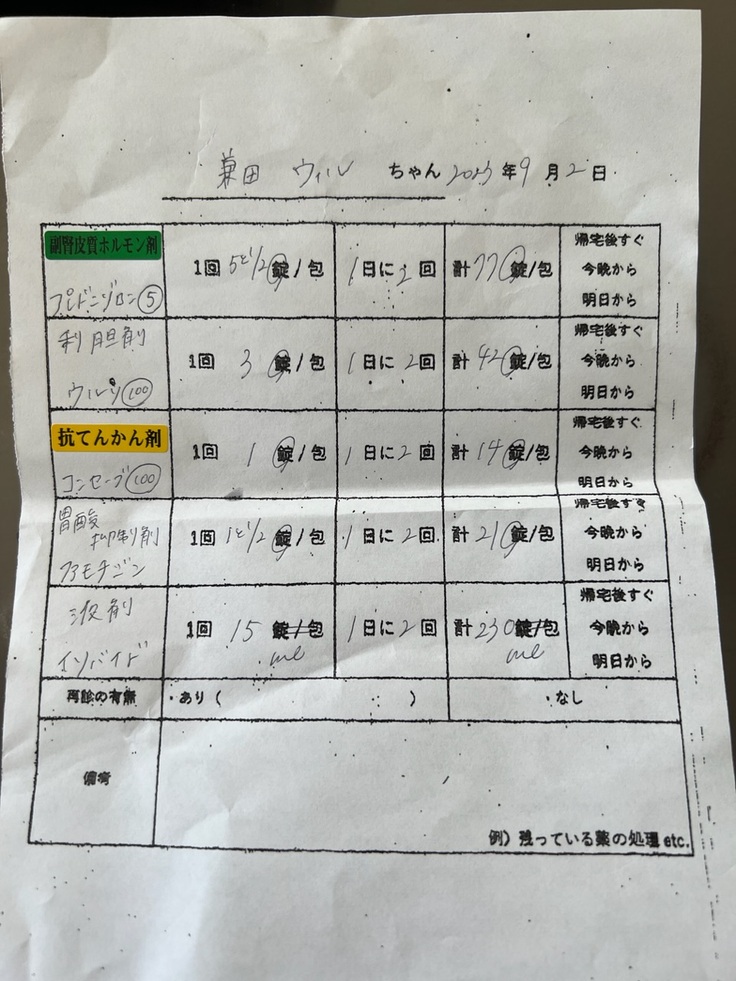 兼田 ウィル ちゃん 2023年9月2日
副腎皮質ホルモン剤
プレドニゾロン⑤
1回 5と1/2 錠/包
1日に2回
計77錠/包
帰宅後すぐ
今晩から
明日から
利胆剤
ウルソ(100)
1回 3 錠/包
1日に2回
計42錠/包
帰宅後すぐ
今晩から
明日から
抗てんかん剤
コンセーブ(100)
1回 1 錠/包
1日に2回
計14錠/包
帰宅後すぐ
今晩から
明日から
胃酸
抑制剤
ファモチジン
1回 1と1/2 錠/包
1日に2回
計21錠/包
帰宅後すぐ
今晩から
明日から
液剤
イソバイド
1回 15 錠/包
ml
1日に2回
計230錠/包
ml
帰宅後すぐ
今晩から
明日から
再診の有無
・あり( )
・なし
備考
例)残っている薬の処理etc.